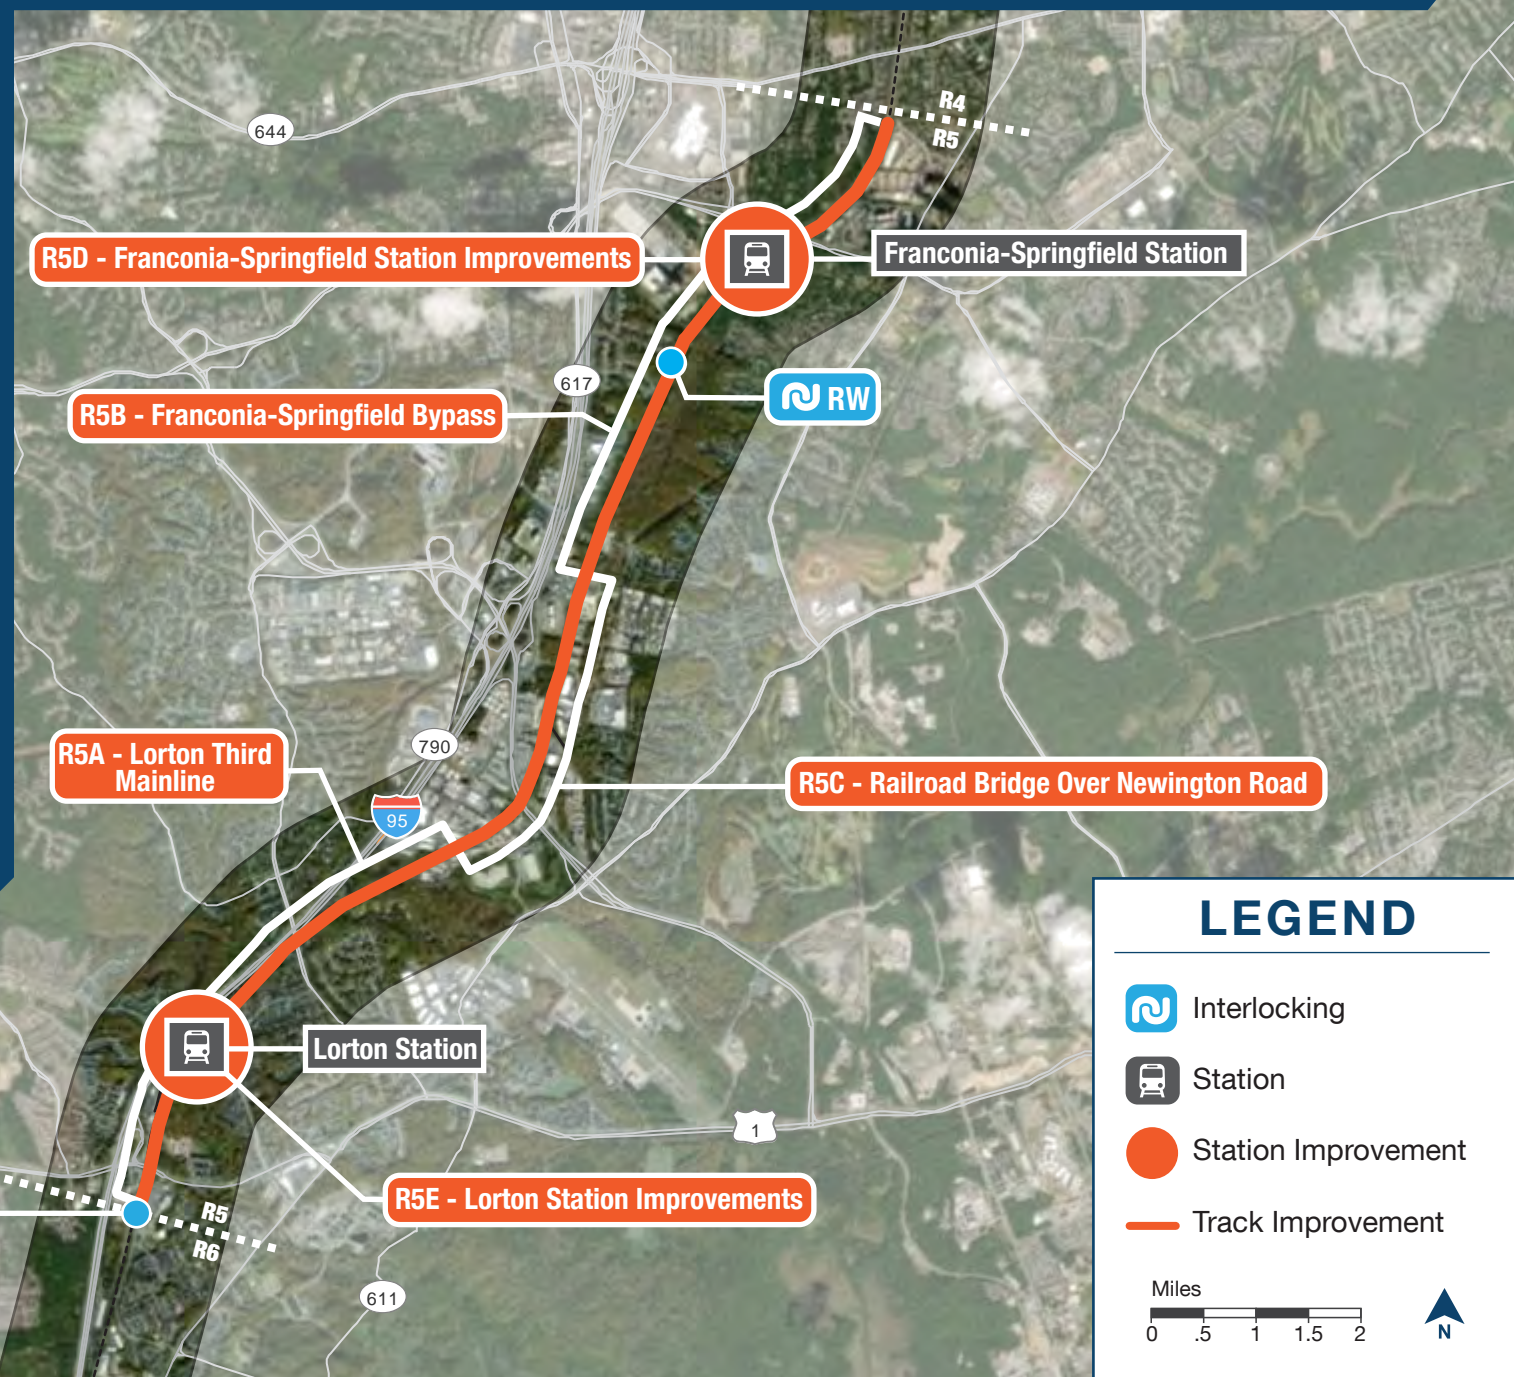 R4
R5
644
R5D - Franconia-Springfield Station Improvements
Franconia-Springfield Station
617
RW
R5B - Franconia-Springfield Bypass
790
R5A - Lorton Third
Mainline
95
R5C - Railroad Bridge Over Newington Road
Lorton Station
1
R5E - Lorton Station Improvements
R5
R6
611
LEGEND
Interlocking
Station
Station Improvement
Track Improvement
Miles
0 .5 1 1.5 2
N